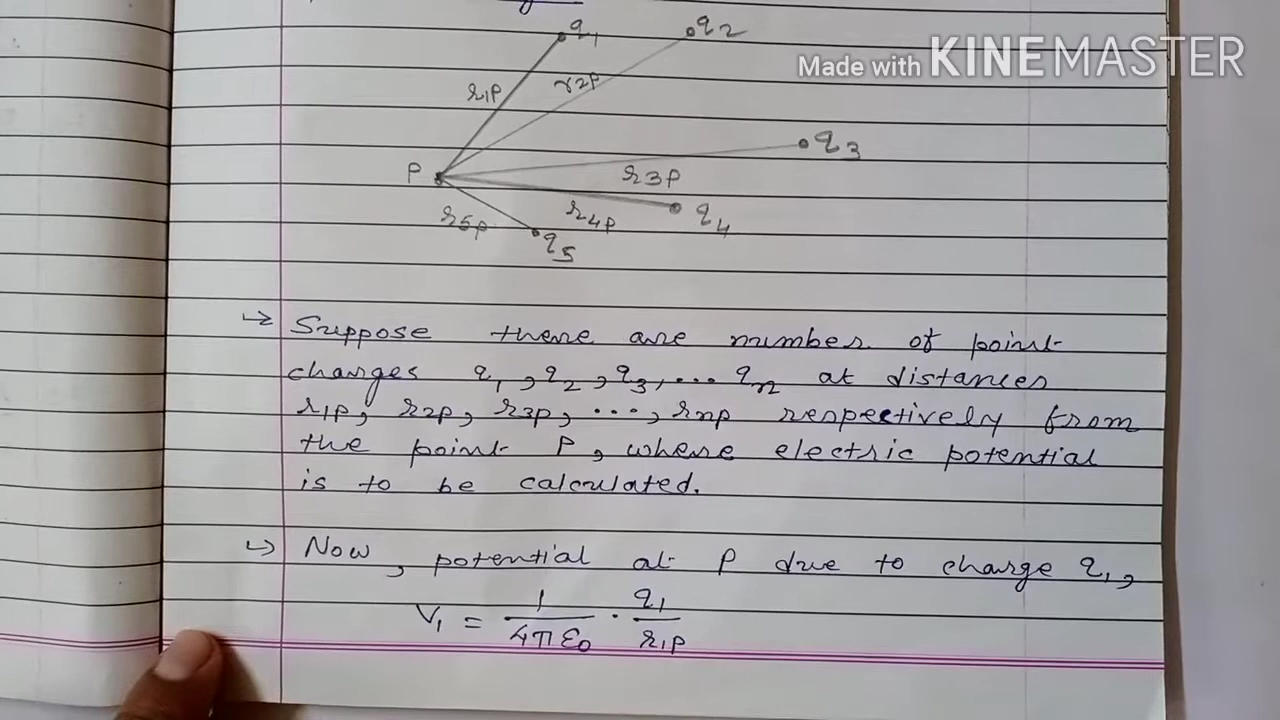 q1 q2
Made with KINEMASTER
r1P r2P
q3
P
r3P
r4P q4
r5P
q5
→ Suppose there are number of point
charges q1, q2, q3, ... qn at distances
r1P, r2P, r3P, ..., rnP respectively from
the point P, where electric potential
is to be calculated.
→ Now, potential at P due to charge q1,
V1 = 1/4πε0 · q1/r1P